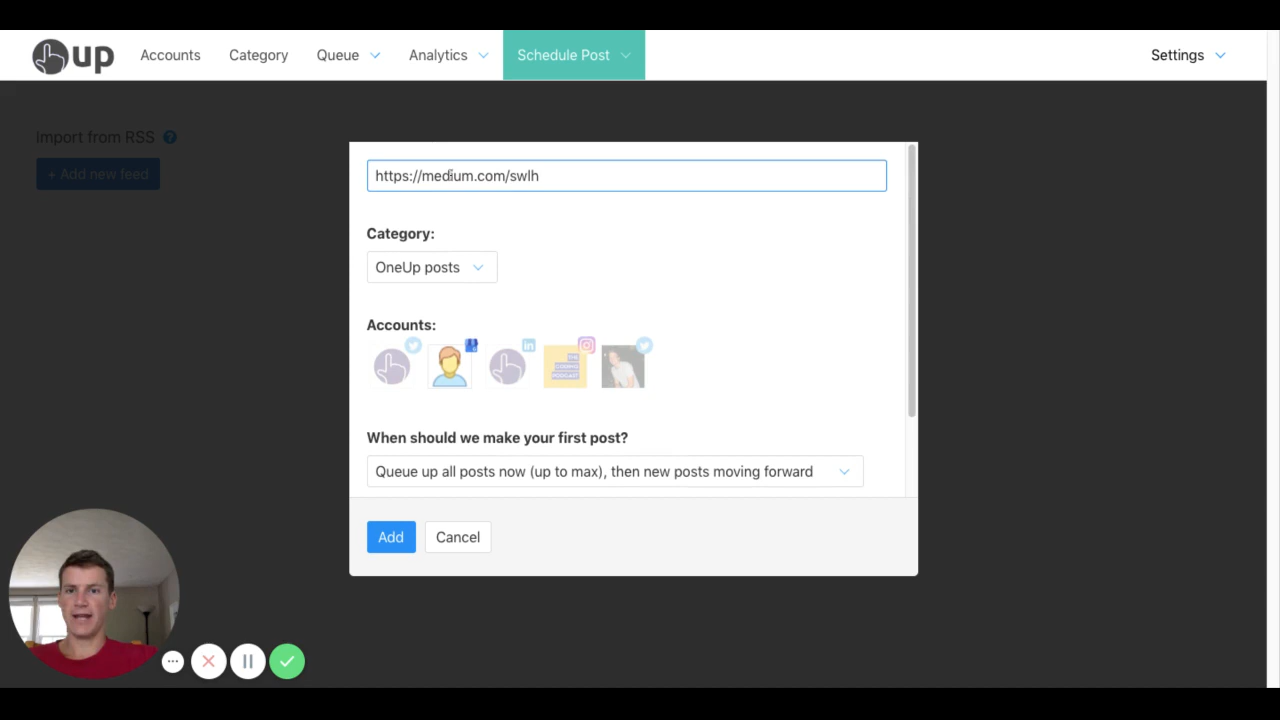 up
Accounts
Category
Queue
Analytics
Schedule Post
Settings
Import from RSS ?
+ Add new feed
https://medium.com/swlh
Category:
OneUp posts
Accounts:
in
PODCAST
When should we make your first post?
Queue up all posts now (up to max), then new posts moving forward
Add
Cancel